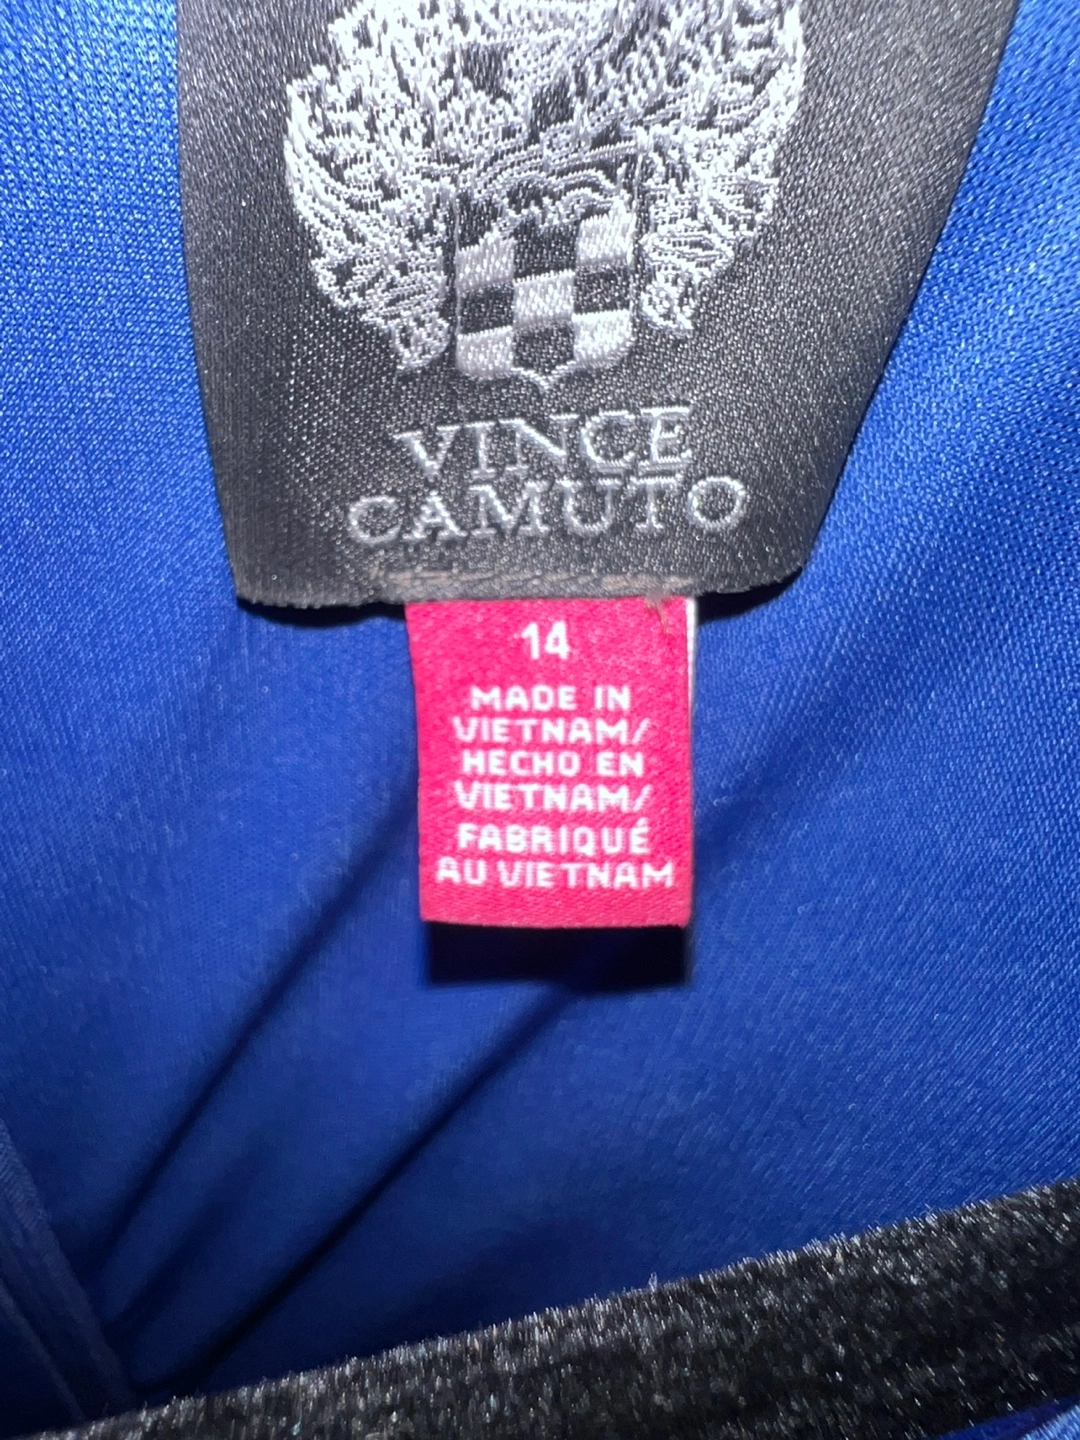 VINCE
CAMUTO
14
MADE IN
VIETNAM/
HECHO EN
VIETNAM/
FABRIQUÉ
AU VIETNAM